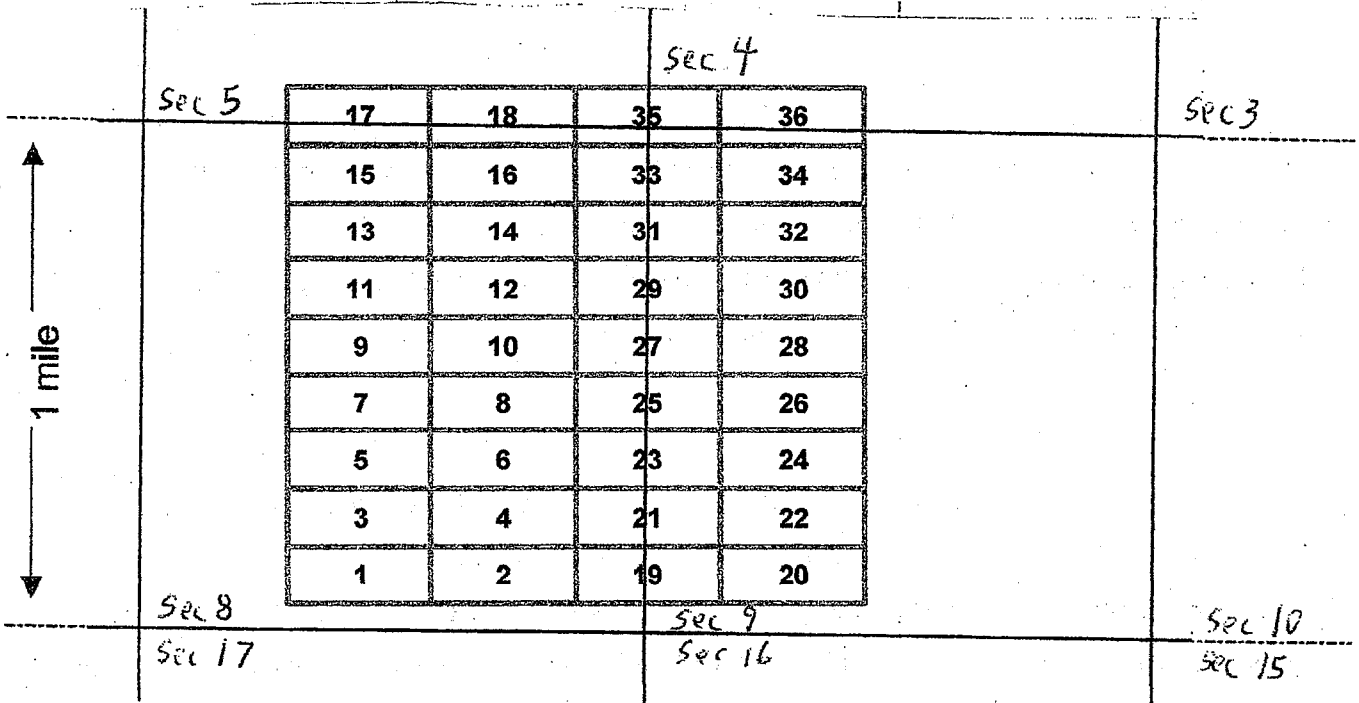 Sec 4
Sec 5
Sec 3
17 18 35 36
15 16 33 34
13 14 31 32
11 12 29 30
9 10 27 28
7 8 25 26
5 6 23 24
3 4 21 22
1 2 19 20
1 mile
Sec 8
Sec 9
Sec 10
Sec 17
Sec 16
Sec 15